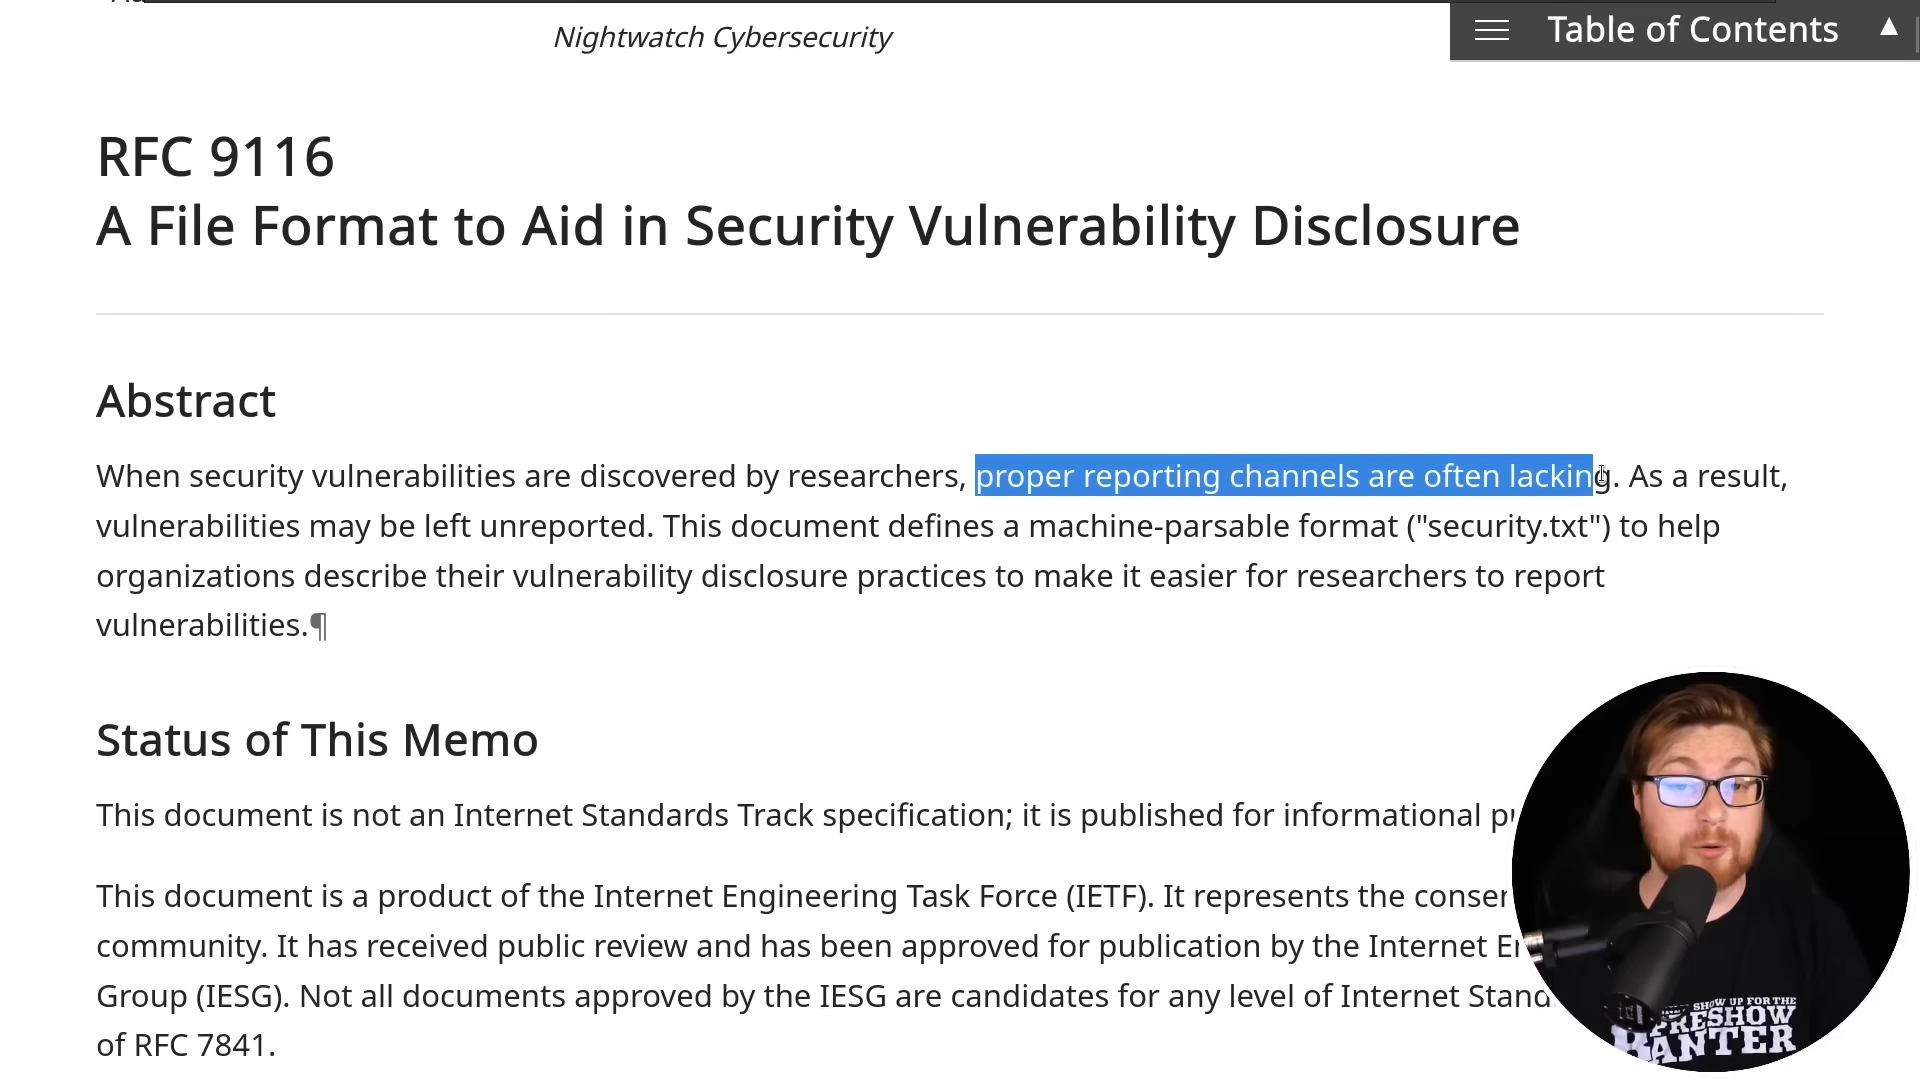 Nightwatch Cybersecurity
Table of Contents ▲
RFC 9116
A File Format to Aid in Security Vulnerability Disclosure
Abstract
When security vulnerabilities are discovered by researchers, proper reporting channels are often lacking. As a result,
vulnerabilities may be left unreported. This document defines a machine-parsable format ("security.txt") to help
organizations describe their vulnerability disclosure practices to make it easier for researchers to report
vulnerabilities.¶
Status of This Memo
This document is not an Internet Standards Track specification; it is published for informational
This document is a product of the Internet Engineering Task Force (IETF). It represents the
community. It has received public review and has been approved for publication by the Internet
Group (IESG). Not all documents approved by the IESG are candidates for any level of Internet
of RFC 7841.
SHOW UP FOR THE
PRESHOW
BANTER